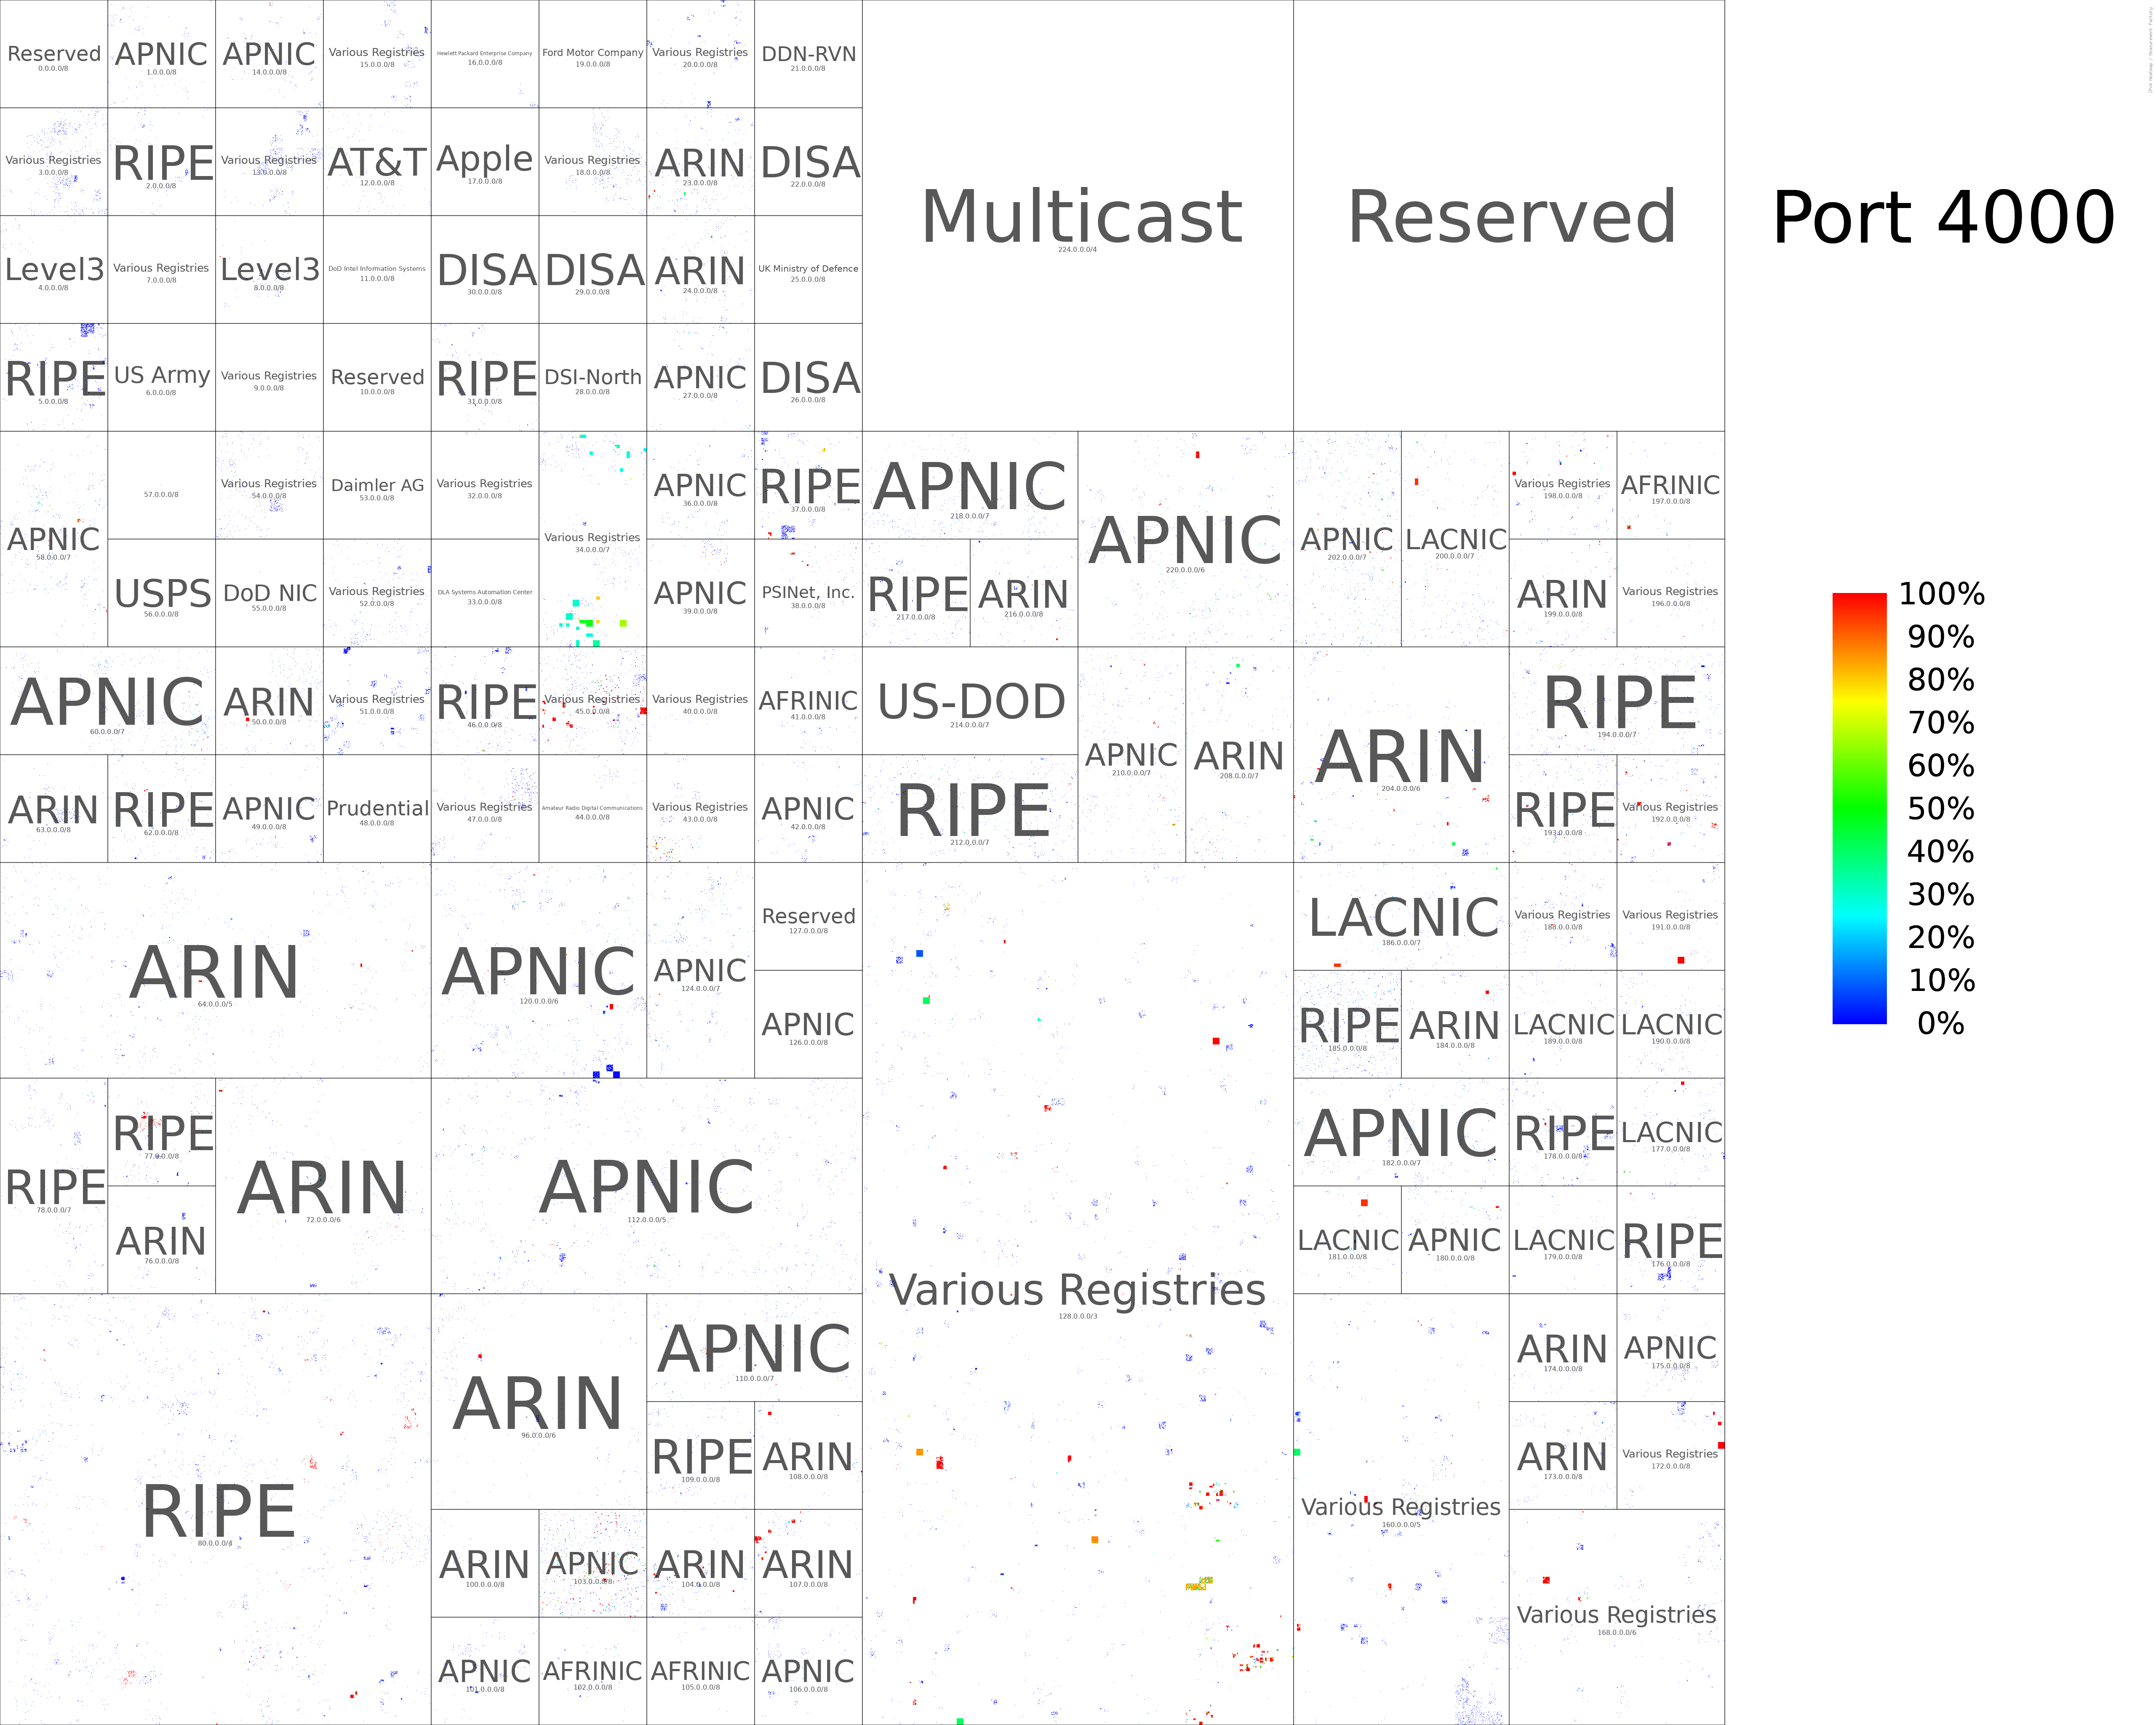 Reserved
0.0.0.0/8
APNIC
1.0.0.0/8
APNIC
14.0.0.0/8
Various Registries
15.0.0.0/8
Hewlett Packard Enterprise Company
16.0.0.0/8
Ford Motor Company
19.0.0.0/8
Various Registries
20.0.0.0/8
DDN-RVN
21.0.0.0/8
Various Registries
3.0.0.0/8
RIPE
2.0.0.0/8
Various Registries
13.0.0.0/8
AT&T
12.0.0.0/8
Apple
17.0.0.0/8
Various Registries
18.0.0.0/8
ARIN
23.0.0.0/8
DISA
22.0.0.0/8
Multicast
224.0.0.0/4
Reserved
Port 4000
Level3
4.0.0.0/8
Various Registries
7.0.0.0/8
Level3
8.0.0.0/8
DoD Intel Information Systems
11.0.0.0/8
DISA
30.0.0.0/8
DISA
29.0.0.0/8
ARIN
24.0.0.0/8
UK Ministry of Defence
25.0.0.0/8
RIPE
5.0.0.0/8
US Army
6.0.0.0/8
Various Registries
9.0.0.0/8
Reserved
10.0.0.0/8
RIPE
31.0.0.0/8
DSI-North
28.0.0.0/8
APNIC
27.0.0.0/8
DISA
26.0.0.0/8
APNIC
58.0.0.0/7
57.0.0.0/8
Various Registries
54.0.0.0/8
Daimler AG
53.0.0.0/8
Various Registries
32.0.0.0/8
Various Registries
34.0.0.0/7
APNIC
36.0.0.0/8
RIPE
37.0.0.0/8
APNIC
218.0.0.0/7
APNIC
220.0.0.0/6
APNIC
202.0.0.0/7
LACNIC
200.0.0.0/7
Various Registries
198.0.0.0/8
AFRINIC
197.0.0.0/8
USPS
56.0.0.0/8
DoD NIC
55.0.0.0/8
Various Registries
52.0.0.0/8
DLA Systems Automation Center
33.0.0.0/8
APNIC
39.0.0.0/8
PSINet, Inc.
38.0.0.0/8
RIPE
217.0.0.0/8
ARIN
216.0.0.0/8
ARIN
199.0.0.0/8
Various Registries
196.0.0.0/8
100%
90%
80%
70%
60%
50%
40%
30%
20%
10%
0%
APNIC
60.0.0.0/7
ARIN
50.0.0.0/8
Various Registries
51.0.0.0/8
RIPE
46.0.0.0/8
Various Registries
45.0.0.0/8
Various Registries
40.0.0.0/8
AFRINIC
41.0.0.0/8
US-DOD
214.0.0.0/7
APNIC
210.0.0.0/7
ARIN
208.0.0.0/7
ARIN
204.0.0.0/6
RIPE
194.0.0.0/7
ARIN
63.0.0.0/8
RIPE
62.0.0.0/8
APNIC
49.0.0.0/8
Prudential
48.0.0.0/8
Various Registries
47.0.0.0/8
Amateur Radio Digital Communications
44.0.0.0/8
Various Registries
43.0.0.0/8
APNIC
42.0.0.0/8
RIPE
212.0.0.0/7
RIPE
193.0.0.0/8
Various Registries
192.0.0.0/8
ARIN
64.0.0.0/5
APNIC
120.0.0.0/6
APNIC
124.0.0.0/7
Reserved
127.0.0.0/8
APNIC
126.0.0.0/8
LACNIC
186.0.0.0/7
Various Registries
188.0.0.0/8
Various Registries
191.0.0.0/8
RIPE
185.0.0.0/8
ARIN
184.0.0.0/8
LACNIC
189.0.0.0/8
LACNIC
190.0.0.0/8
RIPE
78.0.0.0/7
RIPE
77.0.0.0/8
ARIN
76.0.0.0/8
ARIN
72.0.0.0/6
APNIC
112.0.0.0/5
Various Registries
128.0.0.0/3
APNIC
182.0.0.0/7
RIPE
178.0.0.0/8
LACNIC
177.0.0.0/8
LACNIC
181.0.0.0/8
APNIC
180.0.0.0/8
LACNIC
179.0.0.0/8
RIPE
176.0.0.0/8
RIPE
80.0.0.0/4
ARIN
96.0.0.0/6
APNIC
110.0.0.0/7
RIPE
109.0.0.0/8
ARIN
108.0.0.0/8
Various Registries
160.0.0.0/5
ARIN
174.0.0.0/8
APNIC
175.0.0.0/8
ARIN
173.0.0.0/8
Various Registries
172.0.0.0/8
ARIN
100.0.0.0/8
APNIC
103.0.0.0/8
ARIN
104.0.0.0/8
ARIN
107.0.0.0/8
Various Registries
168.0.0.0/6
APNIC
101.0.0.0/8
AFRINIC
102.0.0.0/8
AFRINIC
105.0.0.0/8
APNIC
106.0.0.0/8